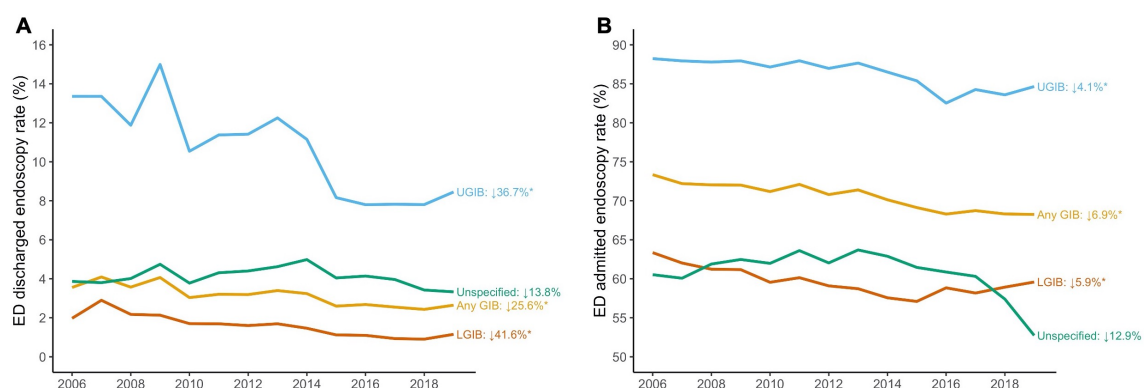 A
ED discharged endoscopy rate (%)
16
14
12
10
8
6
4
2
0
2006 2008 2010 2012 2014 2016 2018
UGIB: ↓36.7%*
Unspecified: ↓13.8%
Any GIB: ↓25.6%*
LGIB: ↓41.6%*
B
ED admitted endoscopy rate (%)
90
85
80
75
70
65
60
55
50
2006 2008 2010 2012 2014 2016 2018
UGIB: ↓4.1%*
Any GIB: ↓6.9%*
LGIB: ↓5.9%*
Unspecified: ↓12.9%